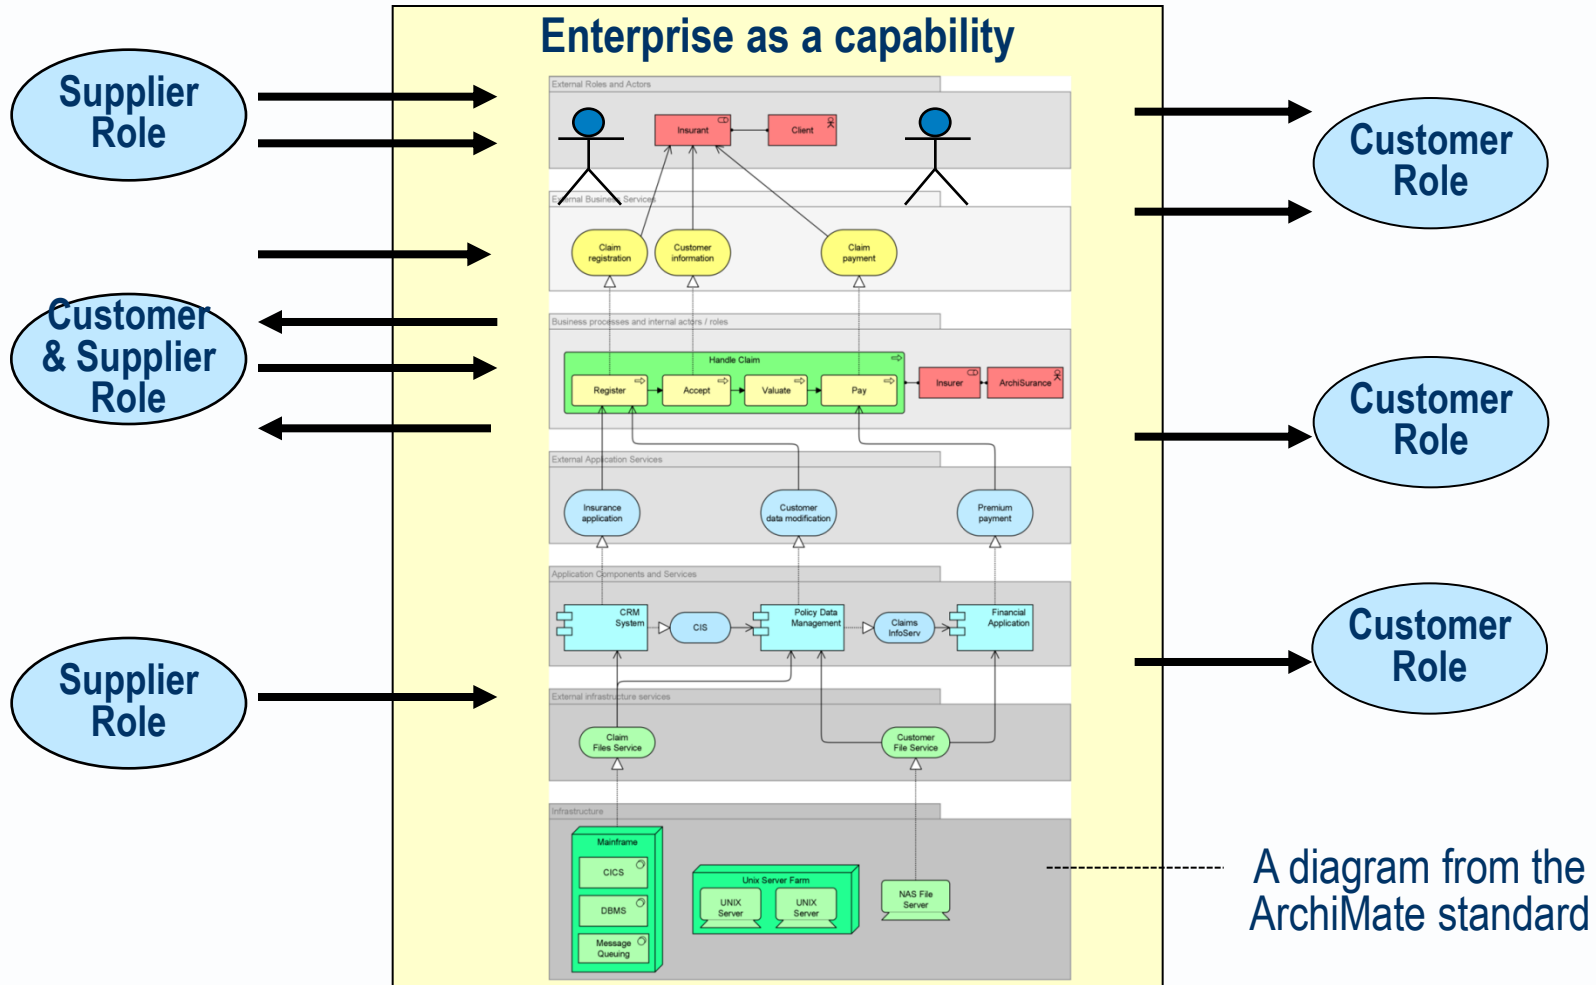 Enterprise as a capability
Supplier
Role
Customer
& Supplier
Role
Supplier
Role
External Roles and Actors
Insurant
Client
External Business Services
Claim
registration
Customer
information
Claim
payment
Business processes and internal actors / roles
Handle Claim
Register
Accept
Valuate
Pay
Insurer
ArchiSurance
External Application Services
Insurance
application
Customer
data modification
Premium
payment
Application Components and Services
CRM
System
CIS
Policy Data
Management
Claims
InfoServ
Financial
Application
External infrastructure services
Claim
Files Service
Customer
File Service
Infrastructure
Mainframe
CICS
DBMS
Message
Queuing
Unix Server Farm
UNIX
Server
UNIX
Server
NAS File
Server
Customer
Role
Customer
Role
Customer
Role
A diagram from the
ArchiMate standard